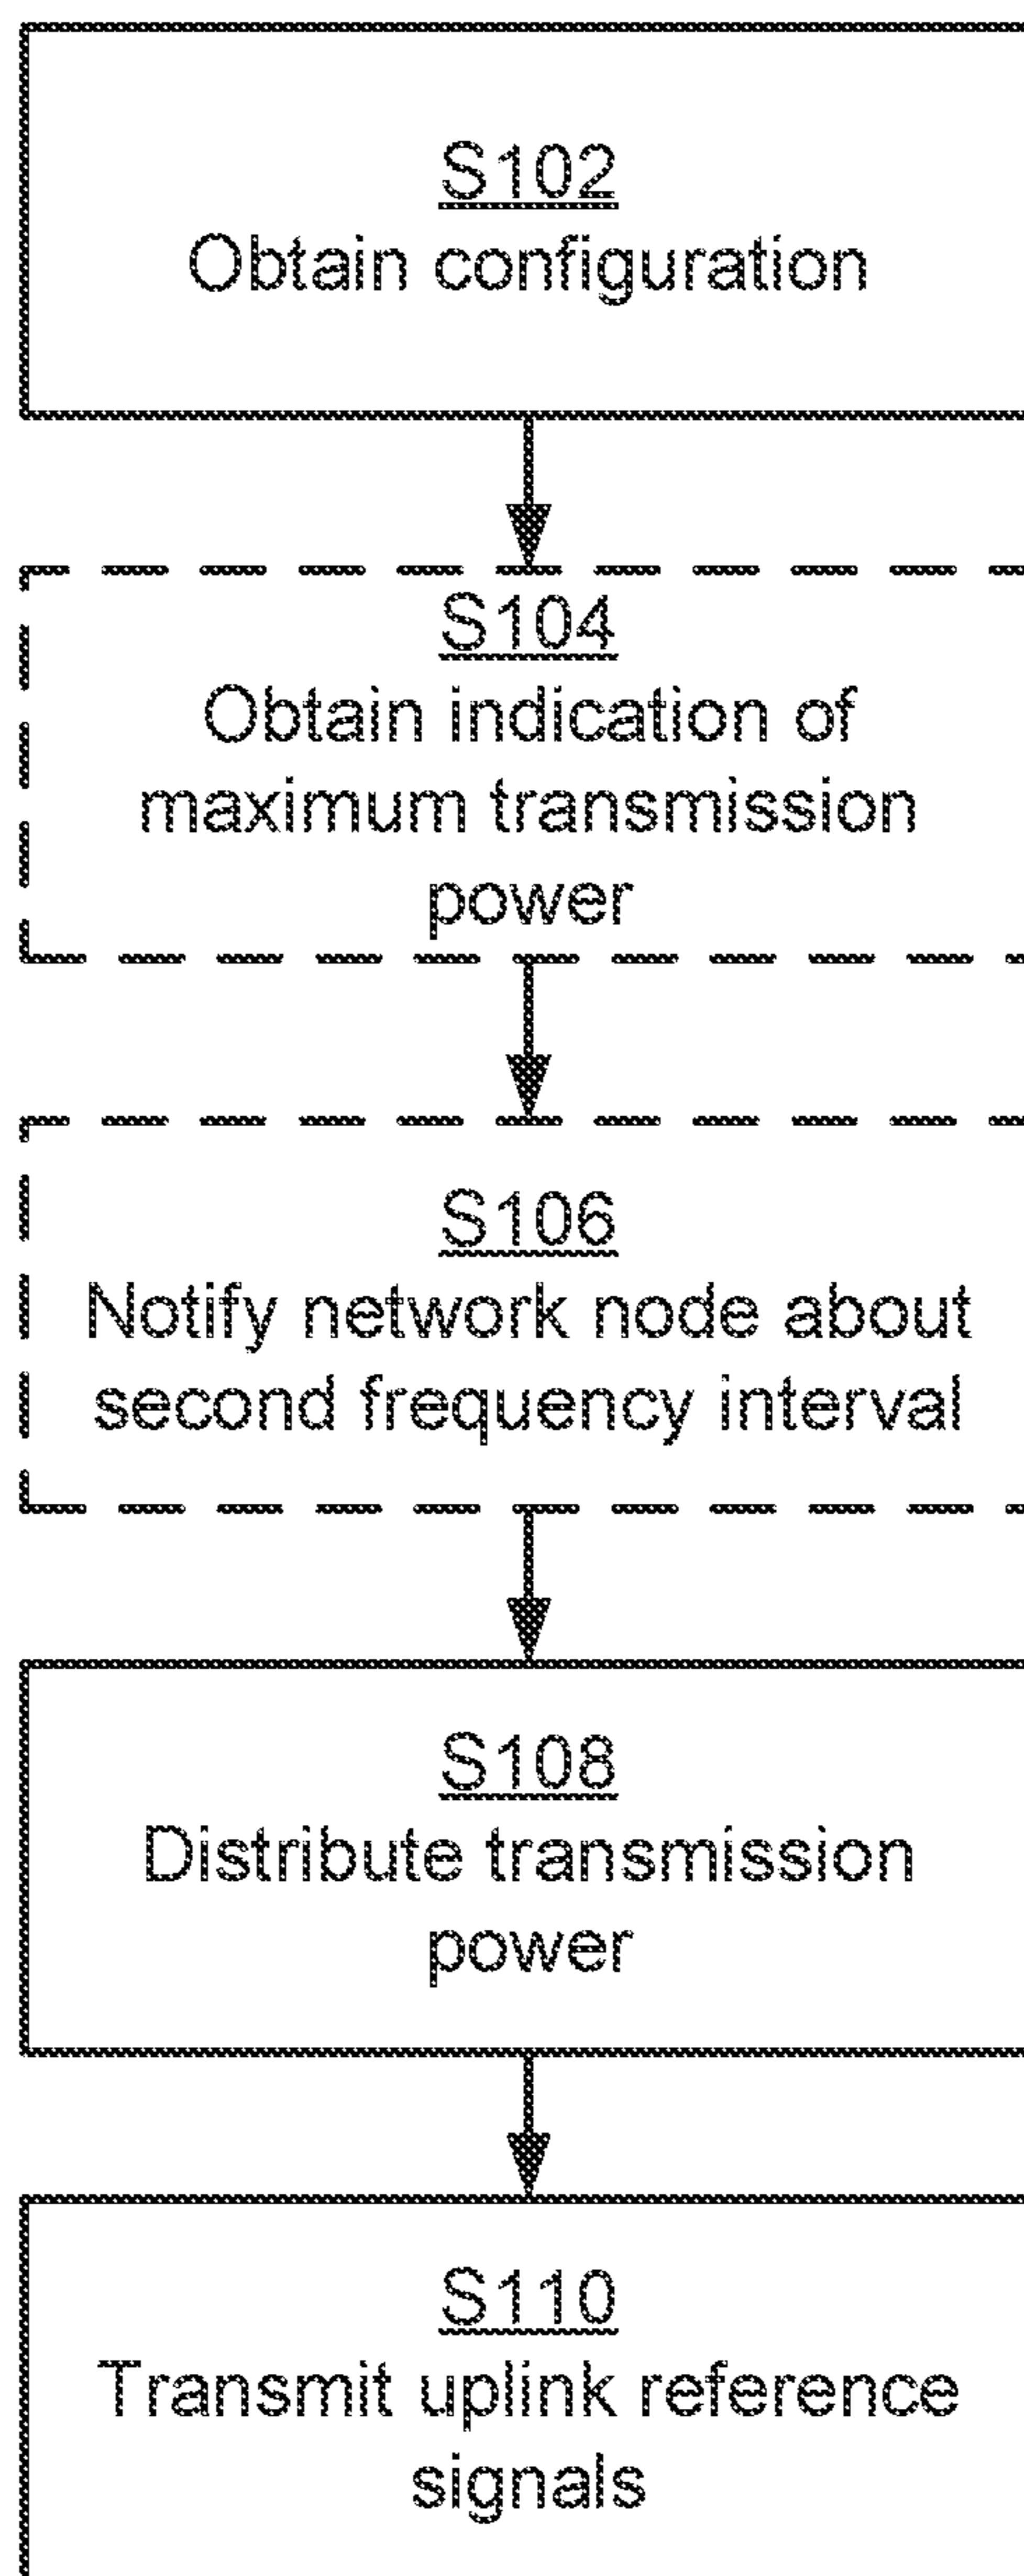 S102
Obtain configuration
S104
Obtain indication of
maximum transmission
power
S106
Notify network node about
second frequency interval
S108
Distribute transmission
power
S110
Transmit uplink reference
signals